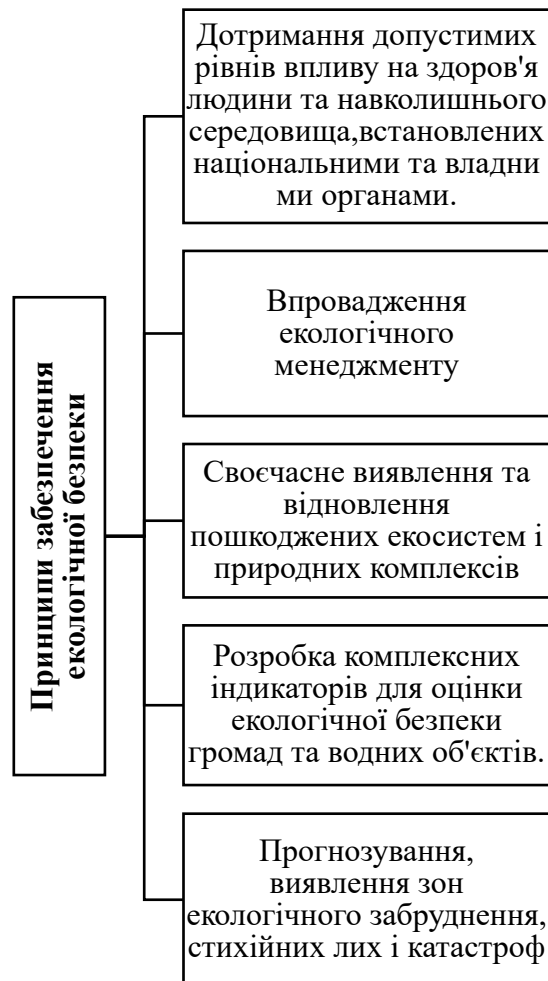 Принципи забезпечення
екологічної безпеки
Дотримання допустимих
рівнів впливу на здоров'я
людини та навколишнього
середовища,встановлених
національними та владни
ми органами.
Впровадження
екологічного
менеджменту
Своєчасне виявлення та
відновлення
пошкоджених екосистем і
природних комплексів
Розробка комплексних
індикаторів для оцінки
екологічної безпеки
громад та водних об'єктів.
Прогнозування,
виявлення зон
екологічного забруднення,
стихійних лих і катастроф